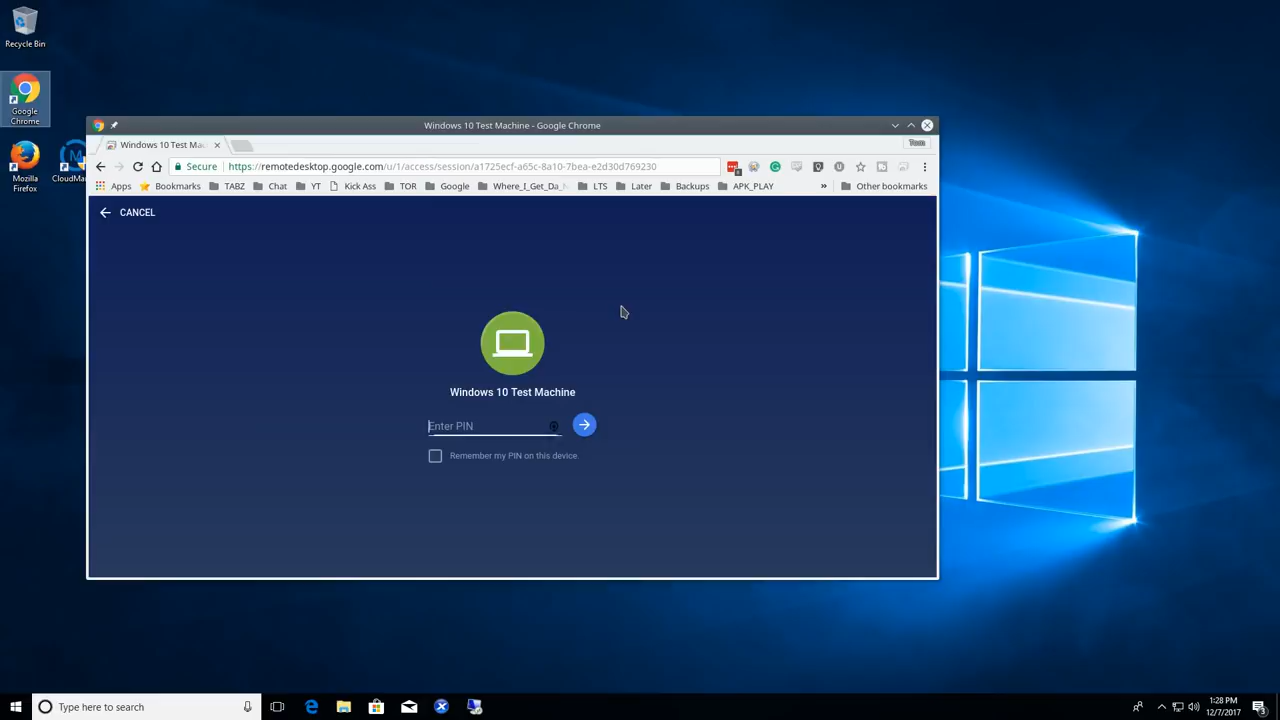 Recycle Bin
Google
Chrome
Mozilla
Firefox
Windows 10 Test Machine - Google Chrome
Windows 10 Test Ma
Tom
Secure
https://remotedesktop.google.com/u/1/access/session/a1725ecf-a65c-8a10-7bea-e2d30d769230
Apps Bookmarks TABZ Chat YT Kick Ass TOR Google Where_I_Get_Da_ LTS Later Backups APK_PLAY » Other bookmarks
CANCEL
Windows 10 Test Machine
Enter PIN
Remember my PIN on this device.
Type here to search
1:28 PM
12/7/2017